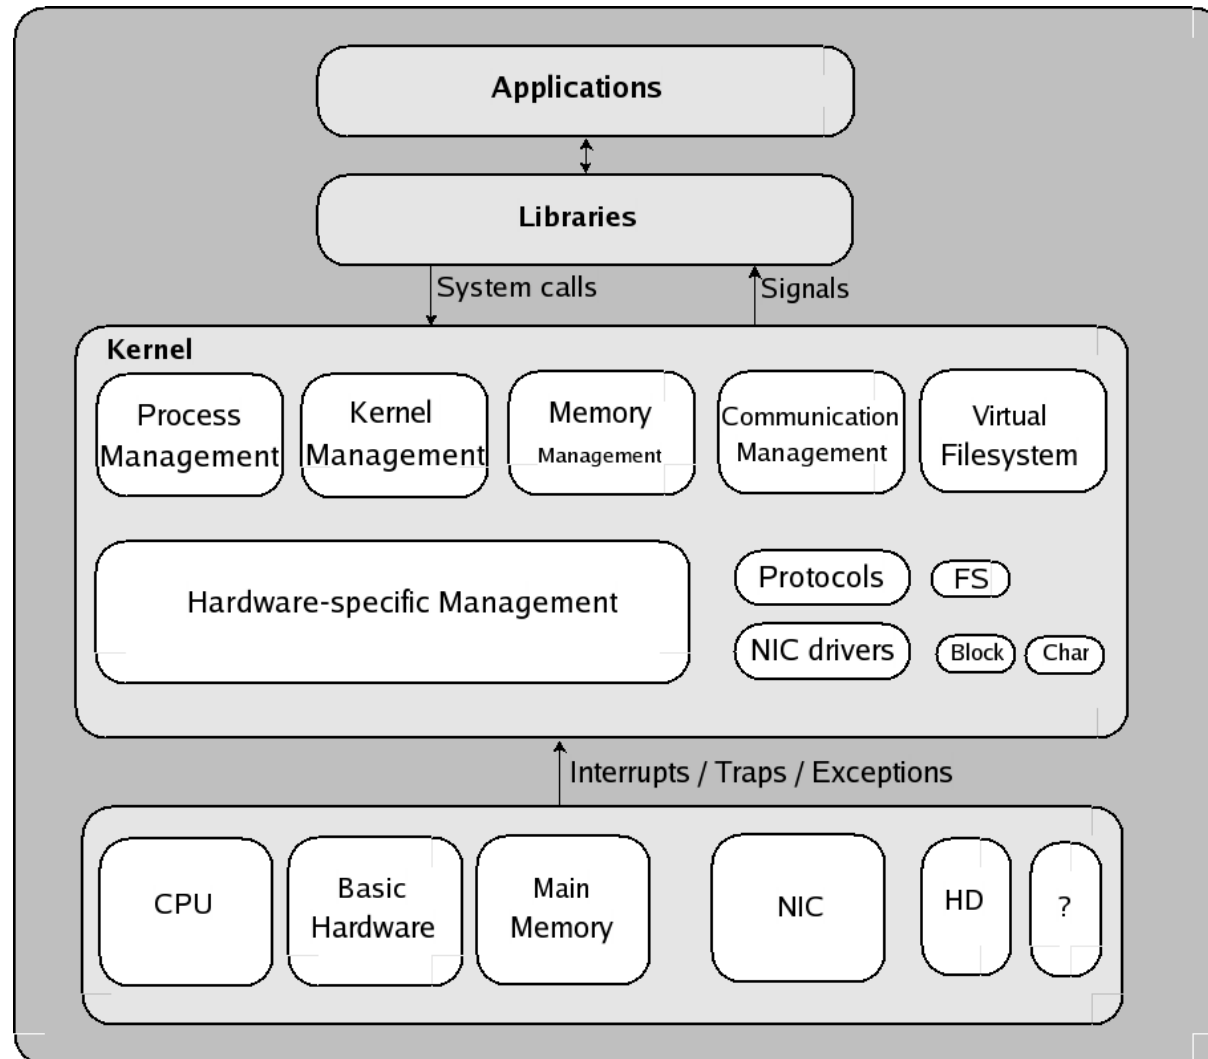 Applications
Libraries
System calls
Signals
Kernel
Process
Management
Kernel
Management
Memory
Management
Communication
Management
Virtual
Filesystem
Hardware-specific Management
Protocols
FS
NIC drivers
Block
Char
Interrupts / Traps / Exceptions
CPU
Basic
Hardware
Main
Memory
NIC
HD
?